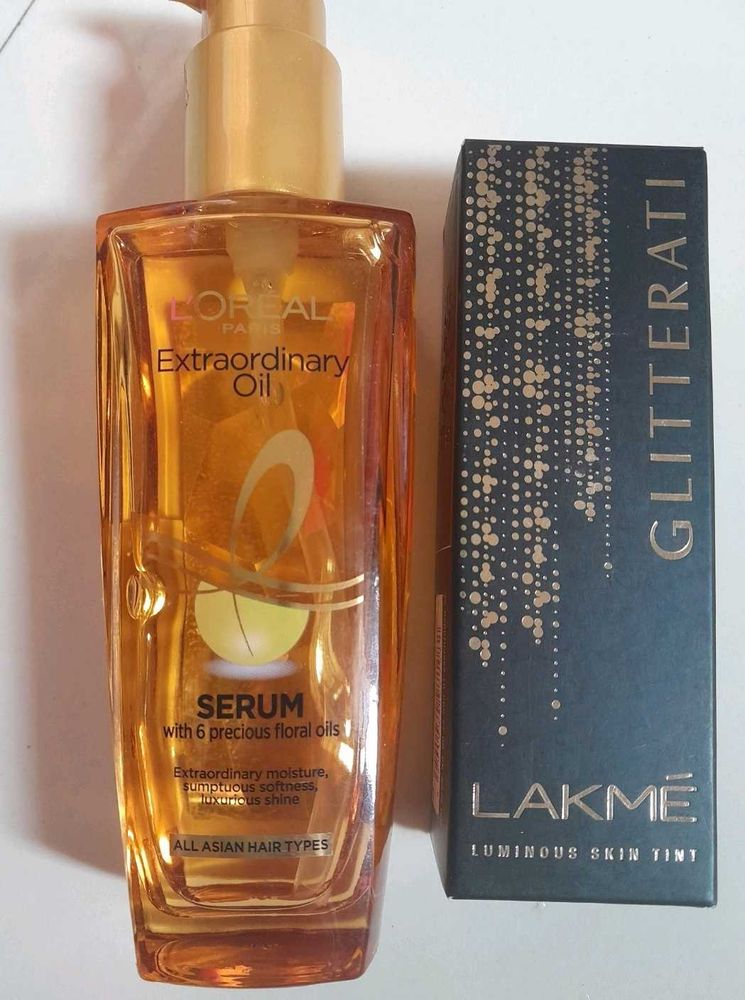 L'ORÉAL
PARIS
Extraordinary
Oil
SERUM
with 6 precious floral oils
Extraordinary moisture,
sumptuous softness,
luxurious shine
ALL ASIAN HAIR TYPES
GLITTERATI
LAKMÉ
LUMINOUS SKIN TINT